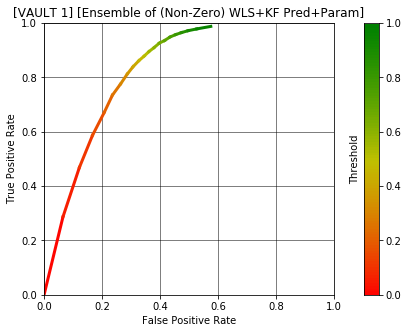 [VAULT 1] [Ensemble of (Non-Zero) WLS+KF Pred+Param]
1.0
0.8
0.6
0.4
0.2
0.0
True Positive Rate
0.0 0.2 0.4 0.6 0.8 1.0
False Positive Rate
Threshold
1.0
0.8
0.6
0.4
0.2
0.0